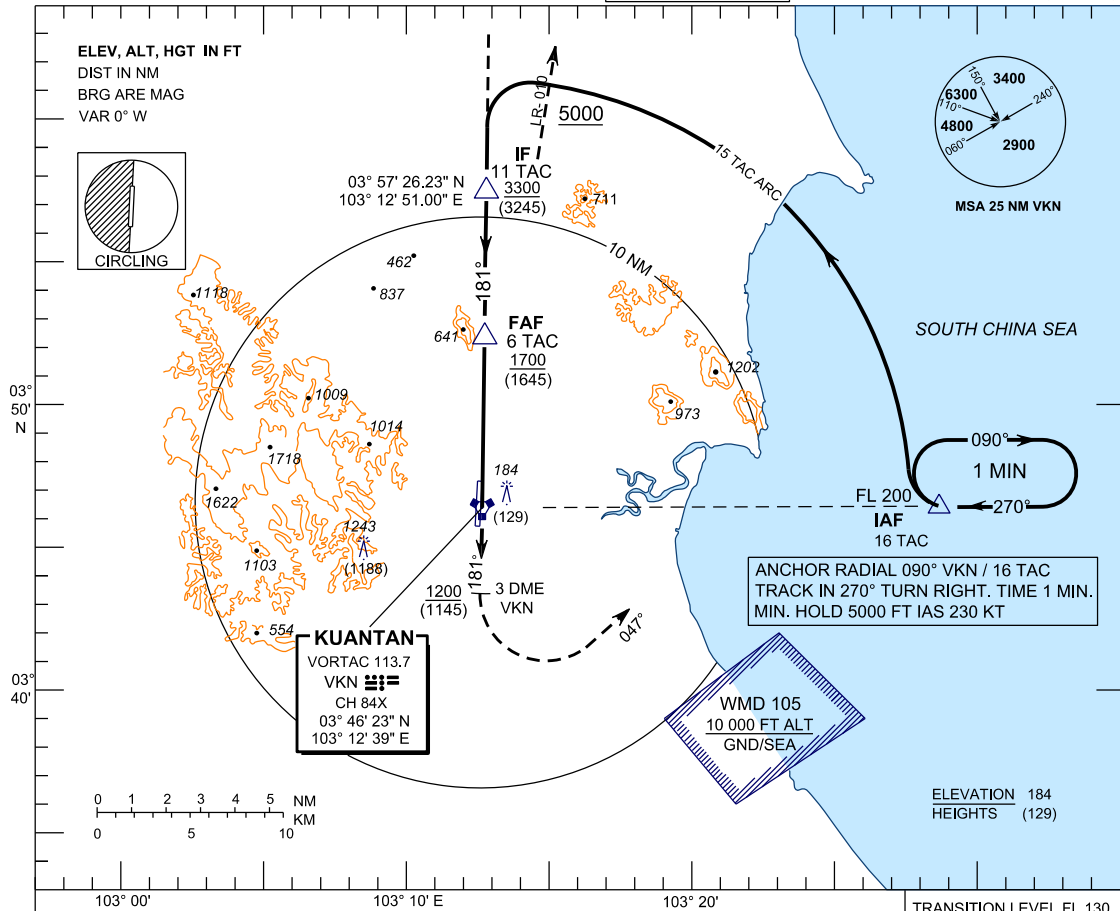 ELEV, ALT, HGT IN FT
DIST IN NM
BRG ARE MAG
VAR 0° W
CIRCLING
LR-010
5000
15 TAC ARC
150°
3400
6300
110°
240°
4800
060°
2900
MSA 25 NM VKN
IF
11 TAC
3300
(3245)
03° 57' 26.23" N
103° 12' 51.00" E
711
10 NM
462
837
181°
1118
641
FAF
6 TAC
1700
(1645)
SOUTH CHINA SEA
1202
973
03°
50'
N
1009
1014
1718
1622
184
(129)
1243
(1188)
1103
554
090°
1 MIN
270°
FL 200
IAF
16 TAC
ANCHOR RADIAL 090° VKN / 16 TAC
TRACK IN 270° TURN RIGHT. TIME 1 MIN.
MIN. HOLD 5000 FT IAS 230 KT
181°
1200
(1145)
3 DME
VKN
047°
KUANTAN
VORTAC 113.7
VKN
CH 84X
03° 46' 23" N
103° 12' 39" E
03°
40'
WMD 105
10 000 FT ALT
GND/SEA
ELEVATION 184
HEIGHTS (129)
0 1 2 3 4 5 NM
KM
0 5 10
103° 00' 103° 10' 103° 20'
TRANSITION LEVEL FL 130